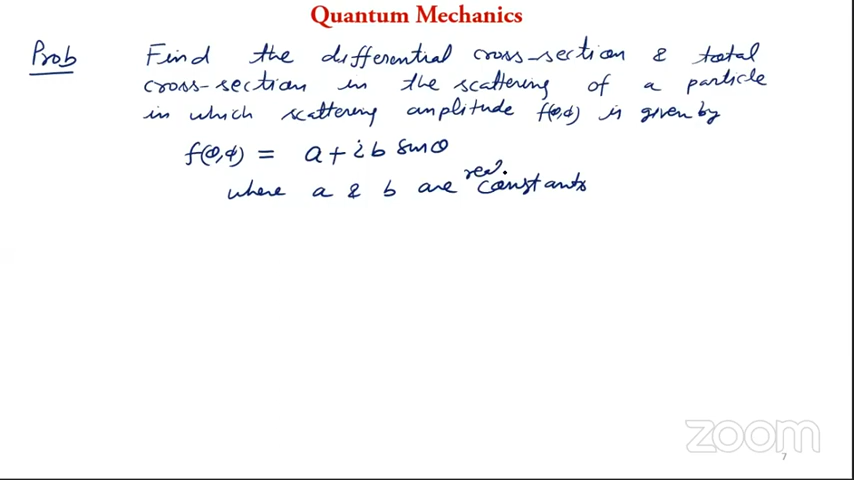 Quantum Mechanics
Prob Find the differential cross-section & total
cross-section in the scattering of a particle
in which scattering amplitude f(θ,φ) is given by
f(θ,φ) = a + i b sinθ
real
where a & b are constants
zoom
7